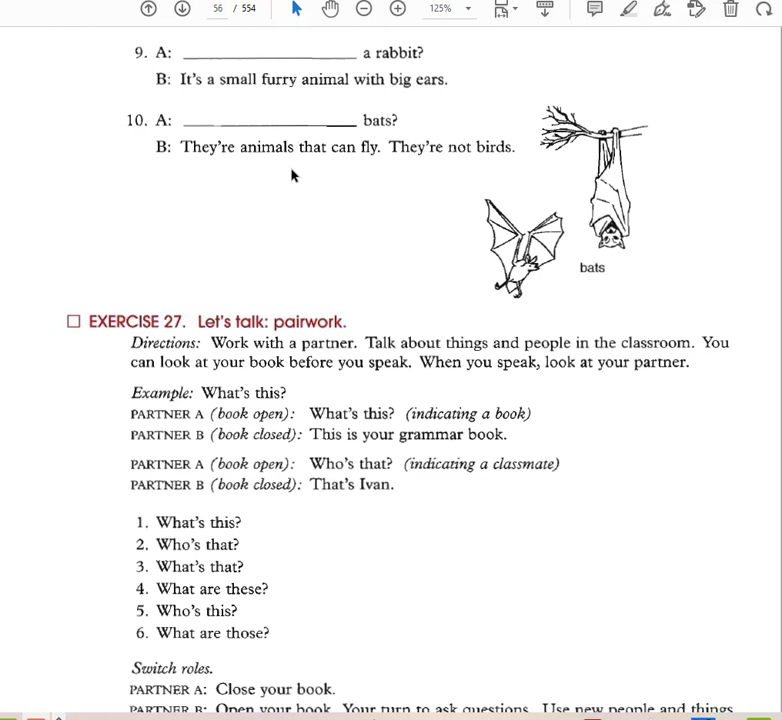 56 / 554 125%
9. A: ____________________ a rabbit?
B: It's a small furry animal with big ears.
10. A: ____________________ bats?
B: They're animals that can fly. They're not birds.
bats
EXERCISE 27. Let's talk: pairwork.
Directions: Work with a partner. Talk about things and people in the classroom. You
can look at your book before you speak. When you speak, look at your partner.
Example: What's this?
PARTNER A (book open): What's this? (indicating a book)
PARTNER B (book closed): This is your grammar book.
PARTNER A (book open): Who's that? (indicating a classmate)
PARTNER B (book closed): That's Ivan.
1. What's this?
2. Who's that?
3. What's that?
4. What are these?
5. Who's this?
6. What are those?
Switch roles.
PARTNER A: Close your book.
PARTNER B: Open your book. Your turn to ask questions. Use new people and things